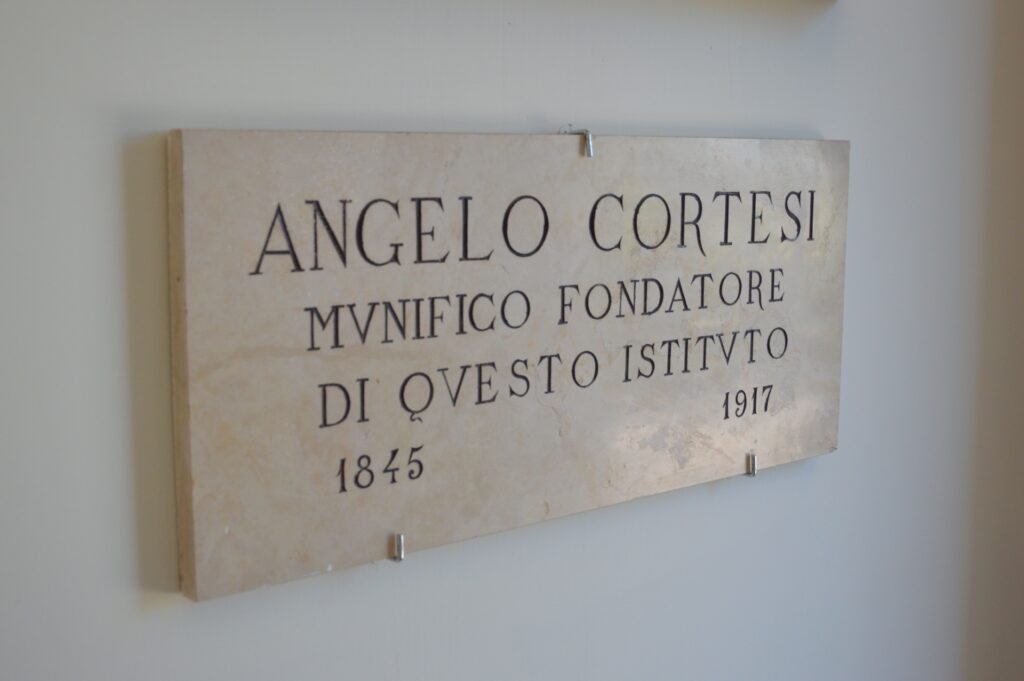 ANGELO CORTESI
MVNIFICO FONDATORE
DI QVESTO ISTITVTO
1845 1917